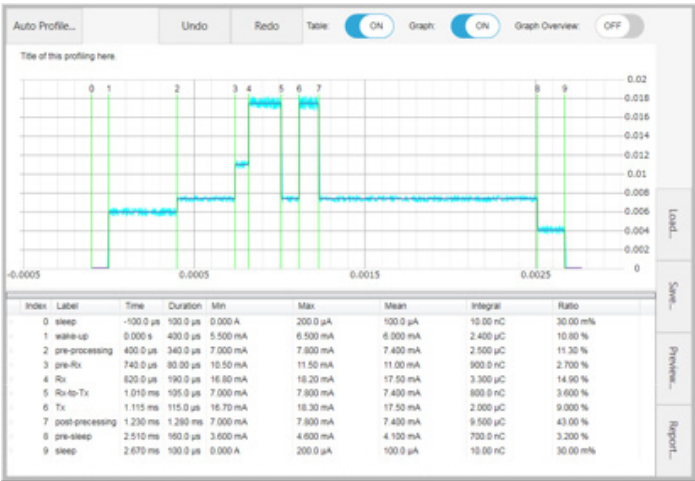 Auto Profile... Undo Redo Table: ON Graph: ON Graph Overview: OFF
Title of this profiling here.
0 1 2 3 4 5 6 7 8 9
0.02
0.018
0.016
0.014
0.012
0.01
0.008
0.006
0.004
0.002
0
-0.0005 0.0005 0.0015 0.0025
Load...
Save...
Preview...
Report...
Index Label Time Duration Min Max Mean Integral Ratio
0 sleep -100.0 µs 100.0 µs 0.000 A 200.0 µA 100.0 µA 10.00 nC 30.00 m%
1 wake-up 0.000 s 400.0 µs 5.500 mA 6.500 mA 6.000 mA 2.400 µC 10.80 %
2 pre-processing 400.0 µs 340.0 µs 7.000 mA 7.800 mA 7.400 mA 2.500 µC 11.30 %
3 pre-Rx 740.0 µs 80.00 µs 10.50 mA 11.50 mA 11.00 mA 900.0 nC 2.700 %
4 Rx 820.0 µs 190.0 µs 16.80 mA 18.20 mA 17.50 mA 3.300 µC 14.90 %
5 Rx-to-Tx 1.010 ms 105.0 µs 7.000 mA 7.800 mA 7.400 mA 800.0 nC 3.600 %
6 Tx 1.115 ms 115.0 µs 16.70 mA 18.30 mA 17.50 mA 2.000 µC 9.000 %
7 post-precessing 1.230 ms 1.280 ms 7.000 mA 7.800 mA 7.400 mA 9.500 µC 43.00 %
8 pre-sleep 2.510 ms 160.0 µs 3.600 mA 4.600 mA 4.100 mA 700.0 nC 3.200 %
9 sleep 2.670 ms 100.0 µs 0.000 A 200.0 µA 100.0 µA 10.00 nC 30.00 m%